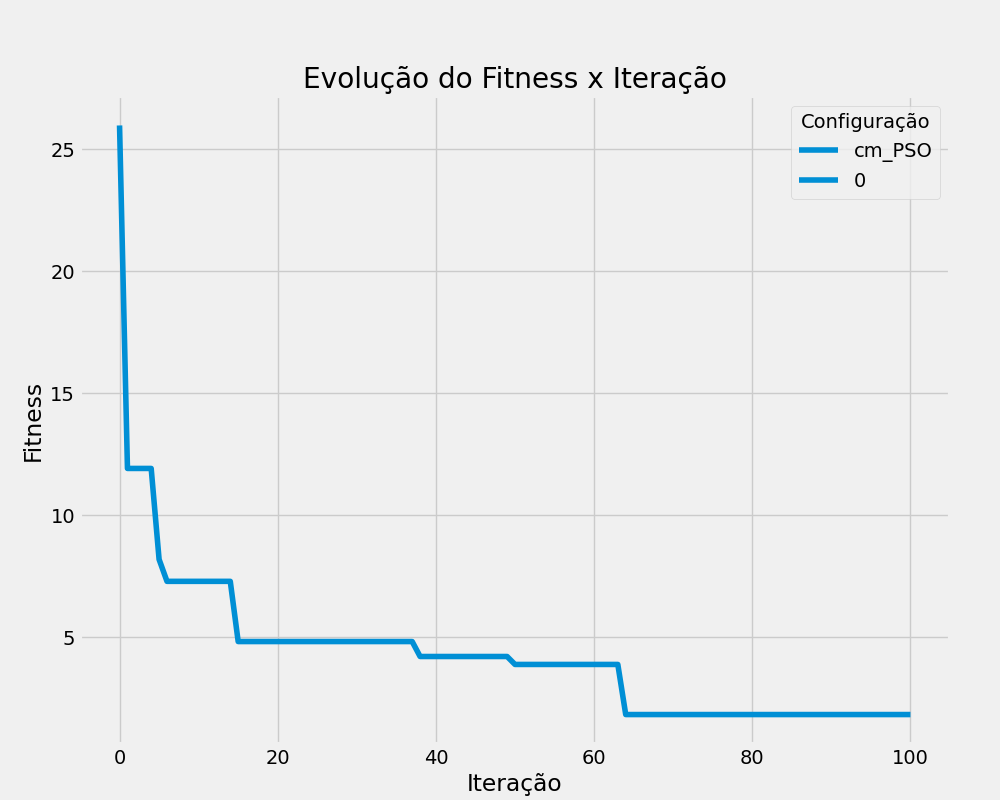 Evolução do Fitness x Iteração
Configuração
cm_PSO
0
Fitness
25
20
15
10
5
0 20 40 60 80 100
Iteração